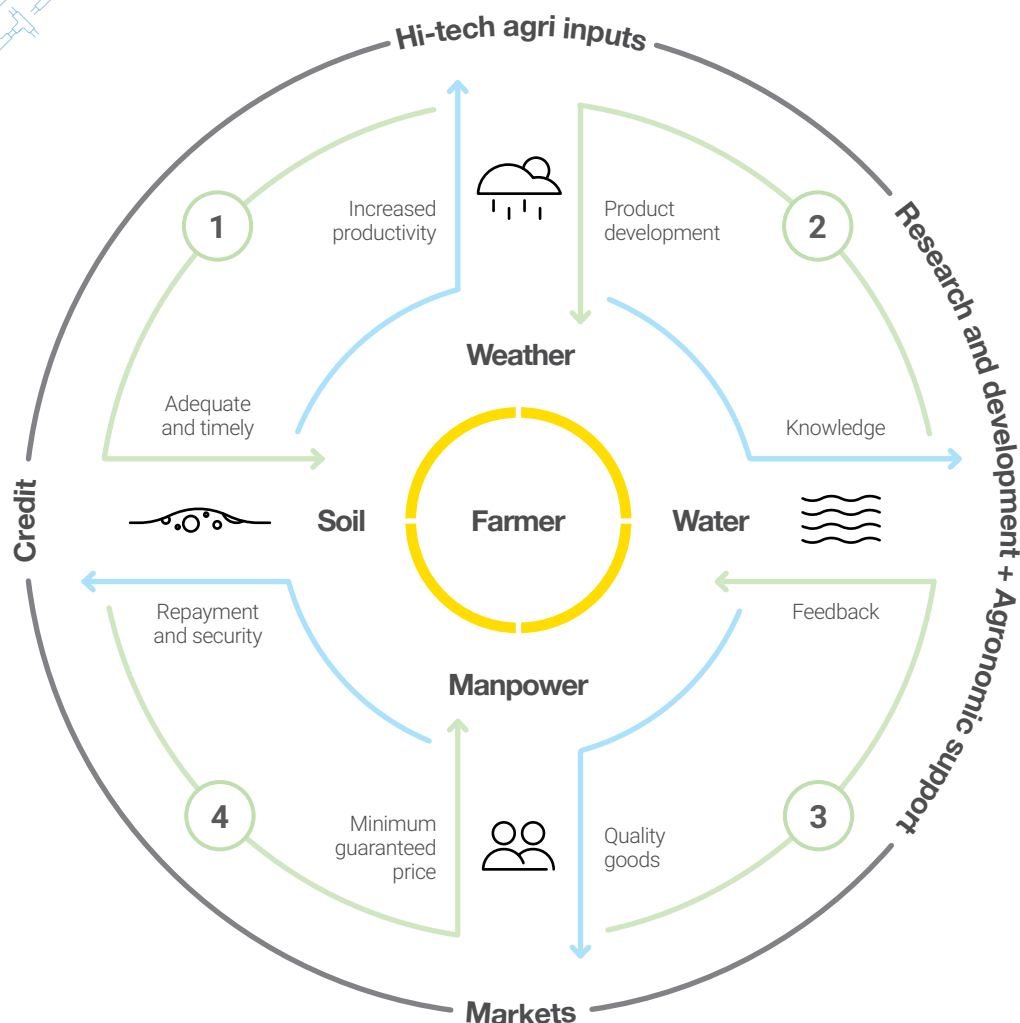 Hi-tech agri inputs
1
Increased
productivity
Product
development
2
Research and development + Agronomic support
Weather
Adequate
and timely
Knowledge
Credit
Soil
Farmer
Water
Repayment
and security
Feedback
Manpower
4
Minimum
guaranteed
price
Quality
goods
3
Markets